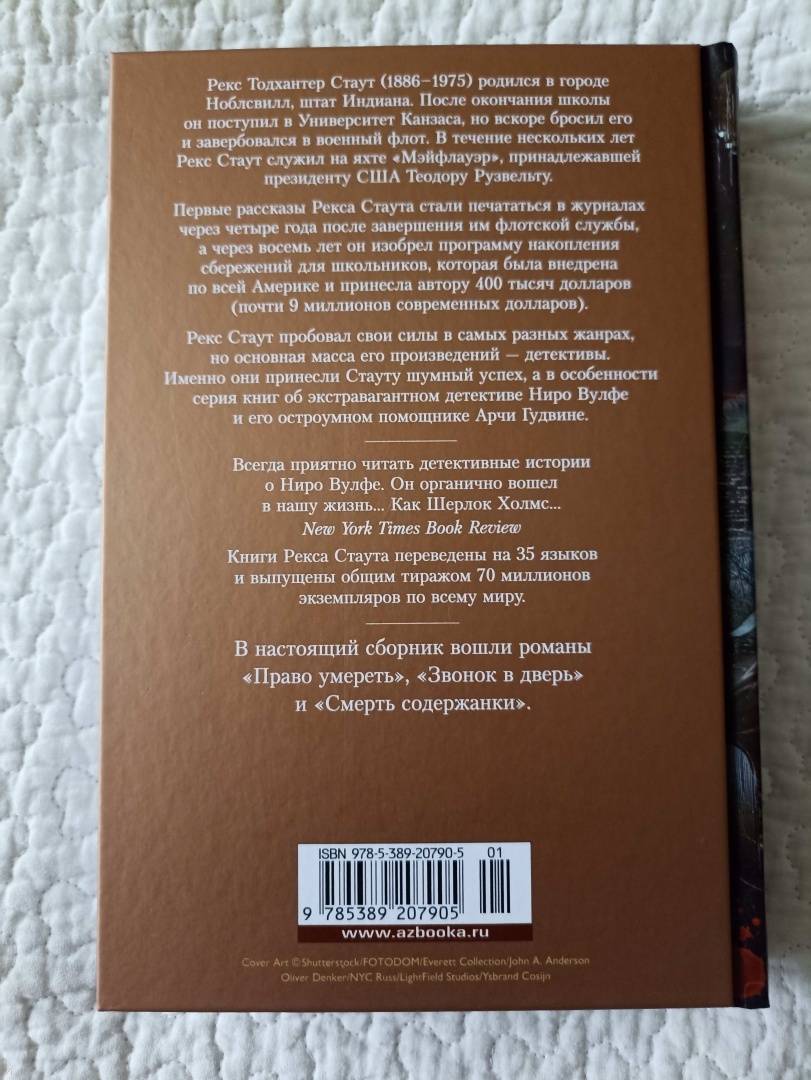 Рекс Тодхантер Стаут (1886–1975) родился в городе
Ноблсвилл, штат Индиана. После окончания школы
он поступил в Университет Канзаса, но вскоре бросил его
и завербовался в военный флот. В течение нескольких лет
Рекс Стаут служил на яхте «Мэйфлауэр», принадлежавшей
президенту США Теодору Рузвельту.
Первые рассказы Рекса Стаута стали печататься в журналах
через четыре года после завершения им флотской службы,
а через восемь лет он изобрел программу накопления
сбережений для школьников, которая была внедрена
по всей Америке и принесла автору 400 тысяч долларов
(почти 9 миллионов современных долларов).
Рекс Стаут пробовал свои силы в самых разных жанрах,
но основная масса его произведений — детективы.
Именно они принесли Стауту шумный успех, а в особенности
серия книг об экстравагантном детективе Ниро Вулфе
и его остроумном помощнике Арчи Гудвине.
Всегда приятно читать детективные истории
о Ниро Вулфе. Он органично вошел
в нашу жизнь... Как Шерлок Холмс...
New York Times Book Review
Книги Рекса Стаута переведены на 35 языков
и выпущены общим тиражом 70 миллионов
экземпляров по всему миру.
В настоящий сборник вошли романы
«Право умереть», «Звонок в дверь»
и «Смерть содержанки».
ISBN 978-5-389-20790-5 01
9 785389 207905
www.azbooka.ru
Cover Art © Shutterstock/FOTODOM/Everett Collection/John A. Anderson
Oliver Denker/NYC Russ/LightField Studios/Ysbrand Cosijn